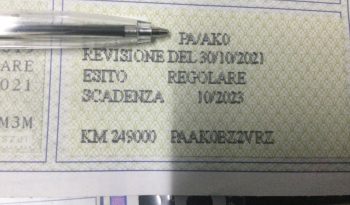 PA/AK0
REVISIONE DEL 30/10/2021
ESITO REGOLARE
SCADENZA 10/2023
KM 249000 PAAK0BZ2VRZ
ARE
021
M3M